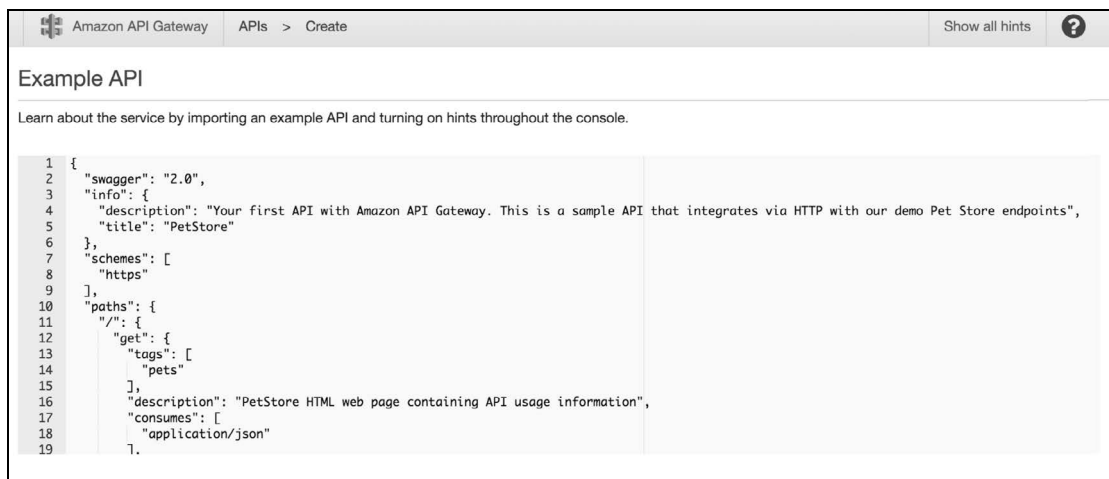 Amazon API Gateway APIs > Create Show all hints ?
Example API
Learn about the service by importing an example API and turning on hints throughout the console.
1 {
2 "swagger": "2.0",
3 "info": {
4 "description": "Your first API with Amazon API Gateway. This is a sample API that integrates via HTTP with our demo Pet Store endpoints",
5 "title": "PetStore"
6 },
7 "schemes": [
8 "https"
9 ],
10 "paths": {
11 "/": {
12 "get": {
13 "tags": [
14 "pets"
15 ],
16 "description": "PetStore HTML web page containing API usage information",
17 "consumes": [
18 "application/json"
19 ],